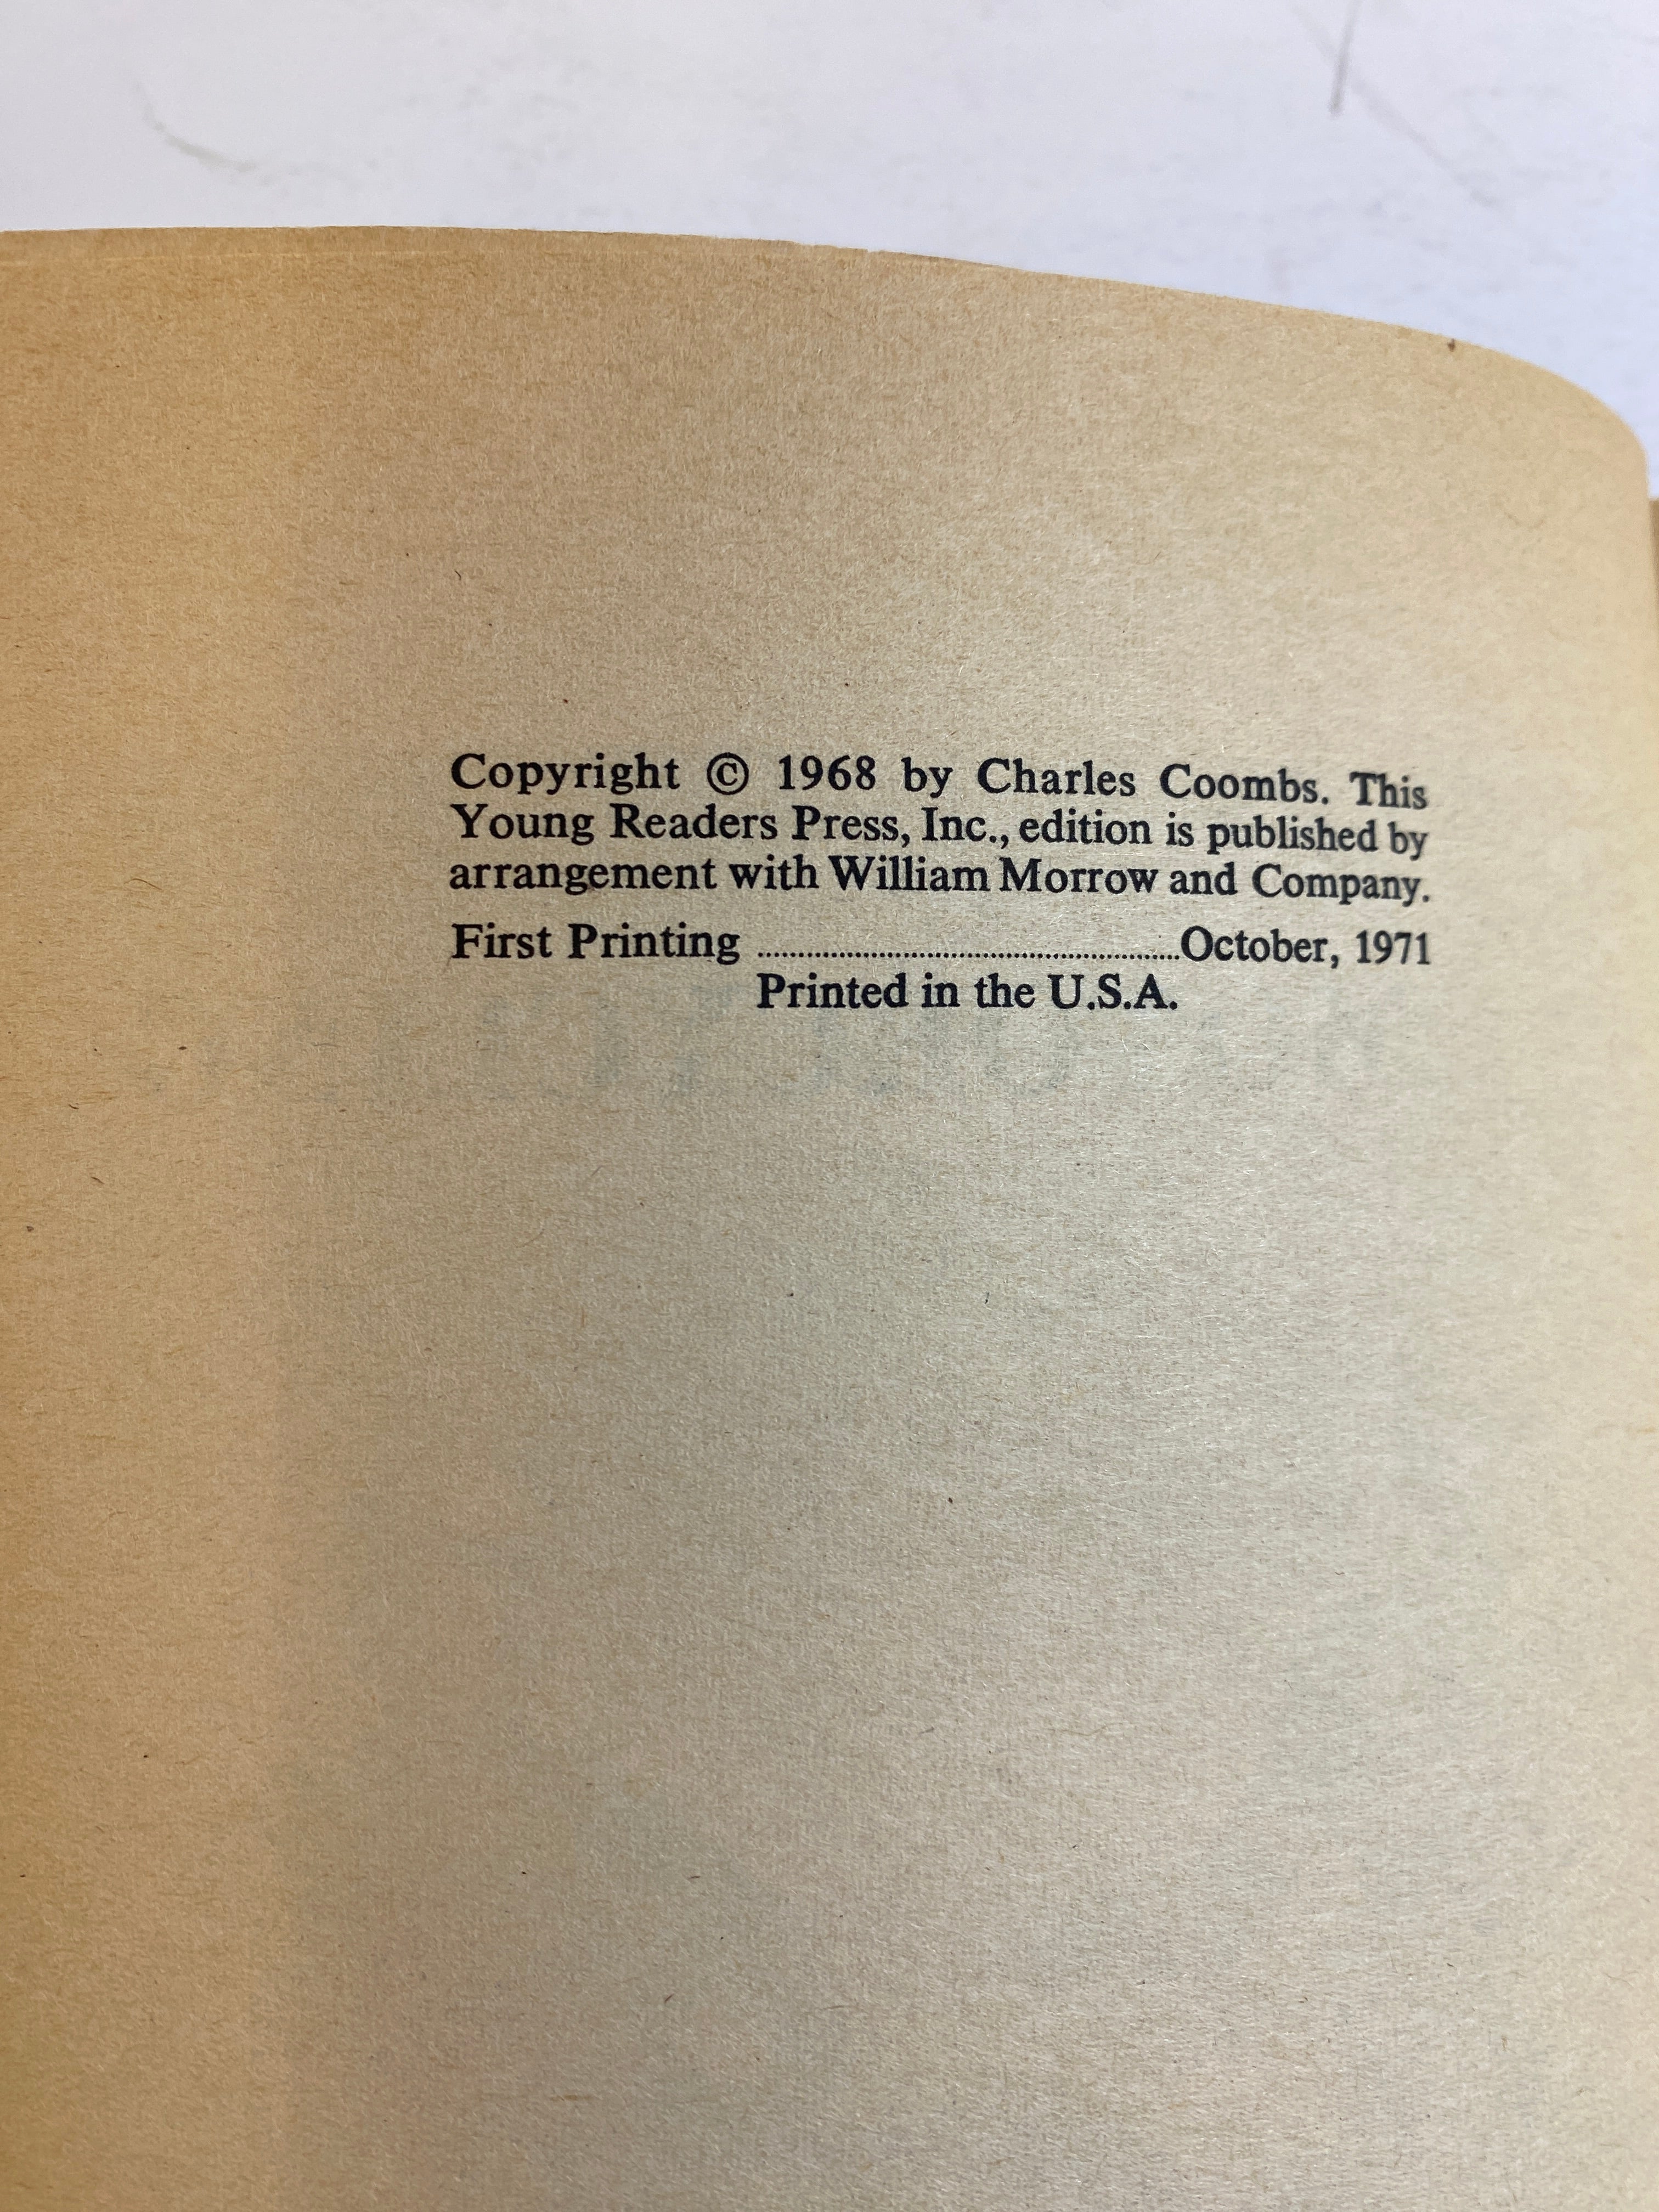 Copyright © 1968 by Charles Coombs. This
Young Readers Press, Inc., edition is published by
arrangement with William Morrow and Company.
First Printing ........................................................ October, 1971
Printed in the U.S.A.